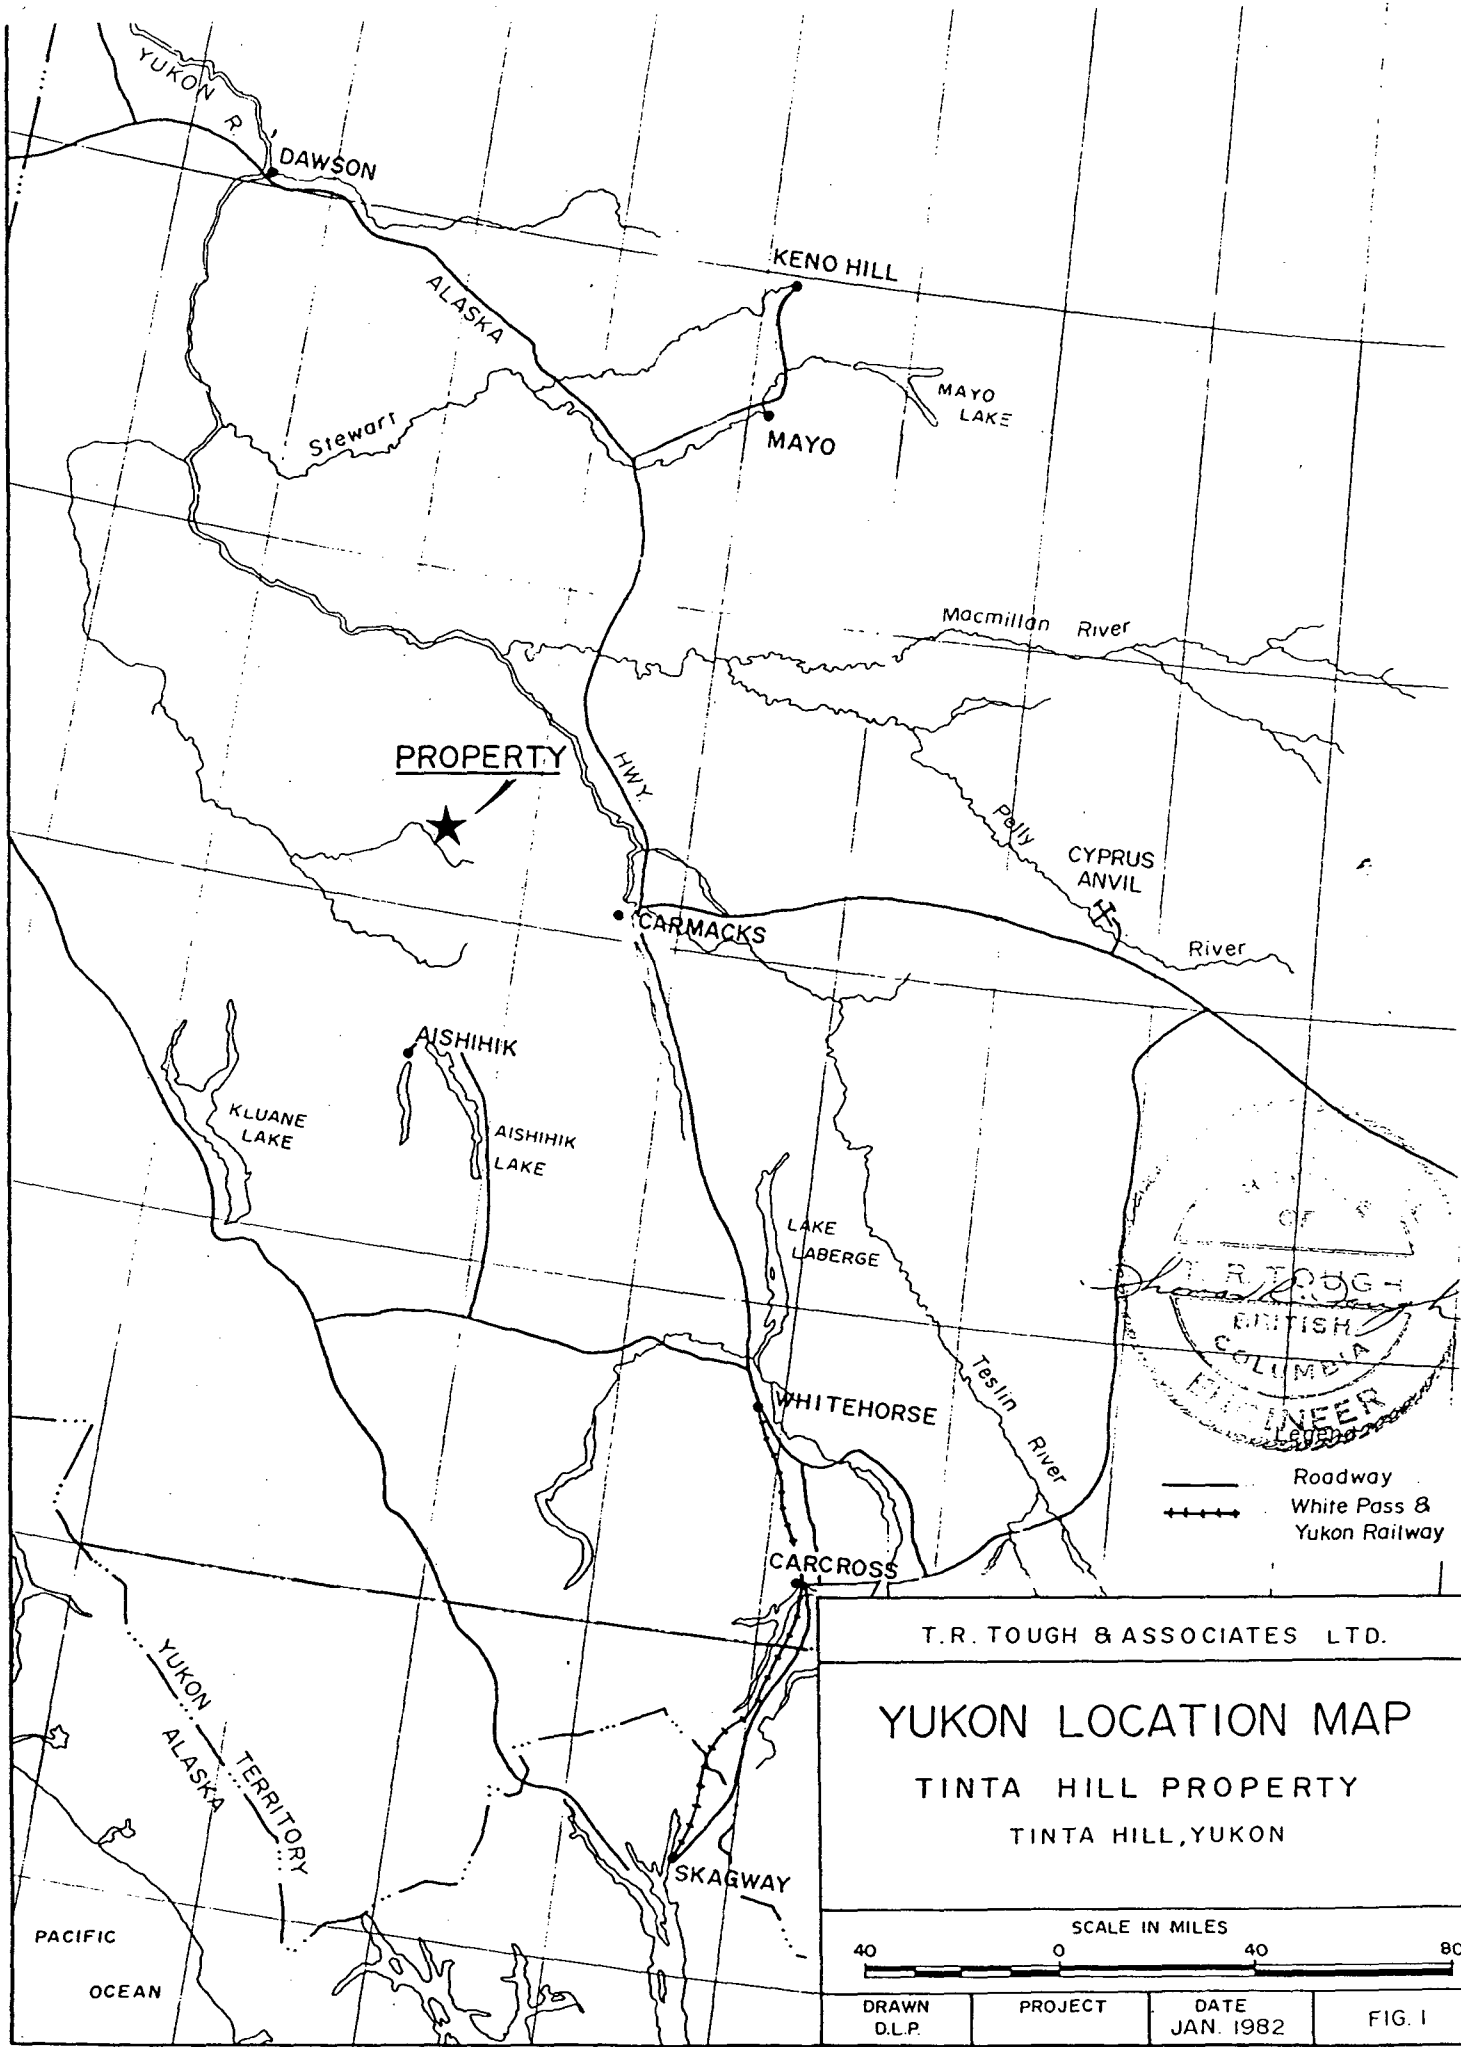 YUKON
R.
DAWSON
KENO HILL
ALASKA
MAYO
LAKE
Stewart
MAYO
Macmillan River
PROPERTY
HWY.
Pelly
CYPRUS
ANVIL
CARMACKS
River
AISHIHIK
KLUANE
LAKE
AISHIHIK
LAKE
LAKE
LABERGE
OF
T. R. TOUGH
BRITISH
COLUMBIA
ENGINEER
Teslin
River
WHITEHORSE
Legend
Roadway
White Pass &
Yukon Railway
CARCROSS
YUKON TERRITORY
ALASKA
SKAGWAY
PACIFIC
OCEAN
T.R. TOUGH & ASSOCIATES LTD.
YUKON LOCATION MAP
TINTA HILL PROPERTY
TINTA HILL, YUKON
SCALE IN MILES
40 0 40 80
DRAWN
D.L.P.
PROJECT
DATE
JAN. 1982
FIG. 1